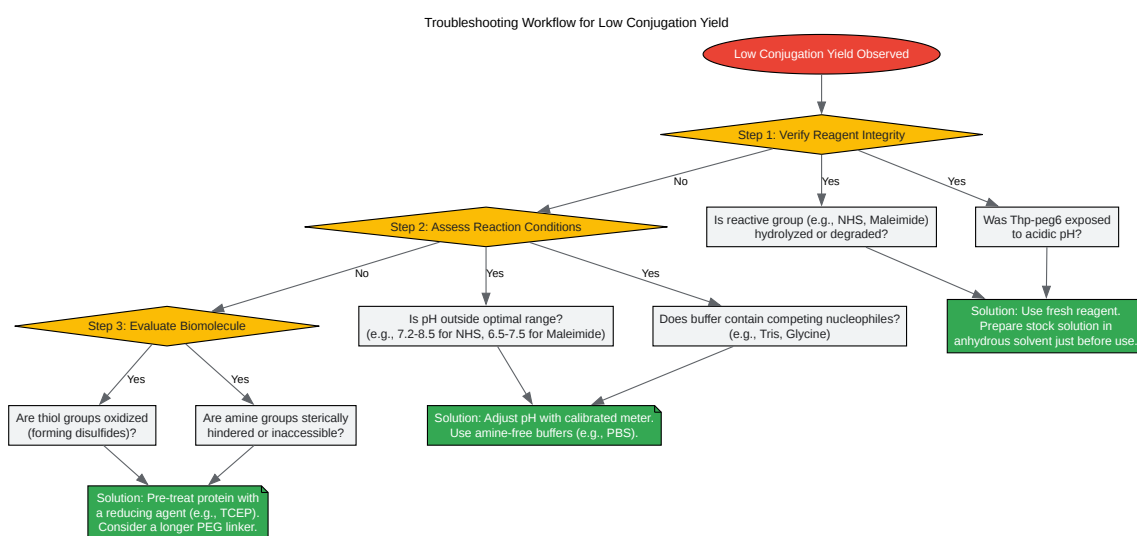 Troubleshooting Workflow for Low Conjugation Yield
Low Conjugation Yield Observed
Step 1: Verify Reagent Integrity
No
Yes
Yes
Step 2: Assess Reaction Conditions
Is reactive group (e.g., NHS, Maleimide)
hydrolyzed or degraded?
Was Thp-peg6 exposed
to acidic pH?
No
Yes
Yes
Step 3: Evaluate Biomolecule
Is pH outside optimal range?
(e.g., 7.2-8.5 for NHS, 6.5-7.5 for Maleimide)
Does buffer contain competing nucleophiles?
(e.g., Tris, Glycine)
Solution: Use fresh reagent.
Prepare stock solution in
anhydrous solvent just before use.
Yes
Yes
Are thiol groups oxidized
(forming disulfides)?
Are amine groups sterically
hindered or inaccessible?
Solution: Adjust pH with calibrated meter.
Use amine-free buffers (e.g., PBS).
Solution: Pre-treat protein with
a reducing agent (e.g., TCEP).
Consider a longer PEG linker.